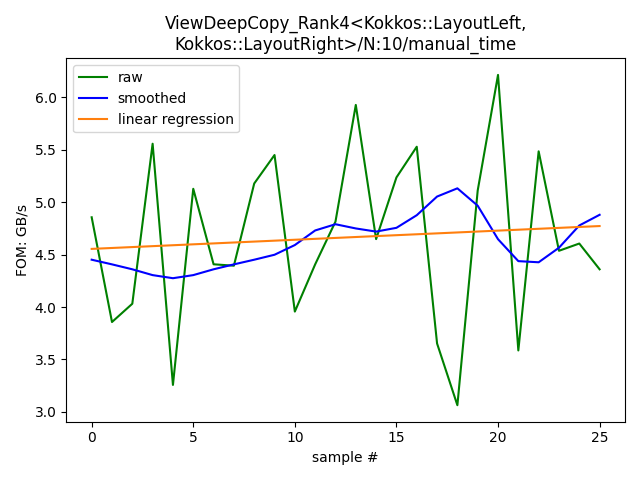 ViewDeepCopy_Rank4<Kokkos::LayoutLeft,
Kokkos::LayoutRight>/N:10/manual_time
raw
smoothed
linear regression
FOM: GB/s
6.0
5.5
5.0
4.5
4.0
3.5
3.0
0 5 10 15 20 25
sample #